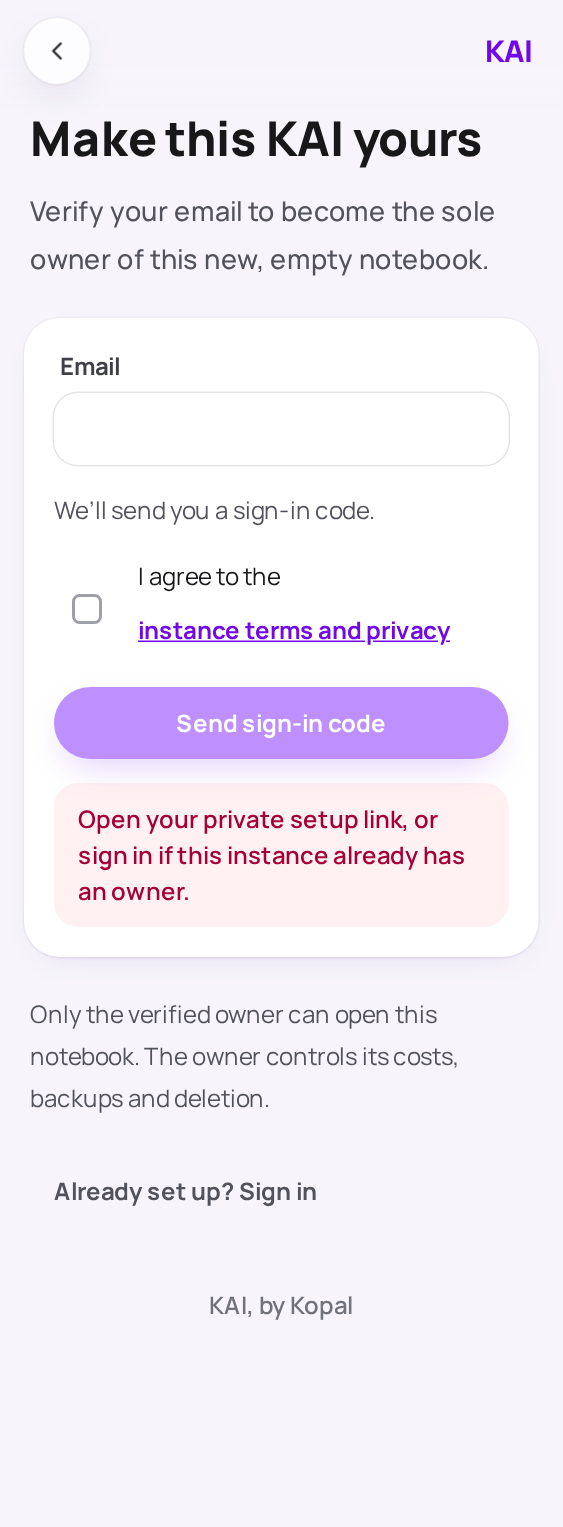 KAI
Make this KAI yours
Verify your email to become the sole
owner of this new, empty notebook.
Email
We’ll send you a sign-in code.
I agree to the
instance terms and privacy
Send sign-in code
Open your private setup link, or
sign in if this instance already has
an owner.
Only the verified owner can open this
notebook. The owner controls its costs,
backups and deletion.
Already set up? Sign in
KAI, by Kopal